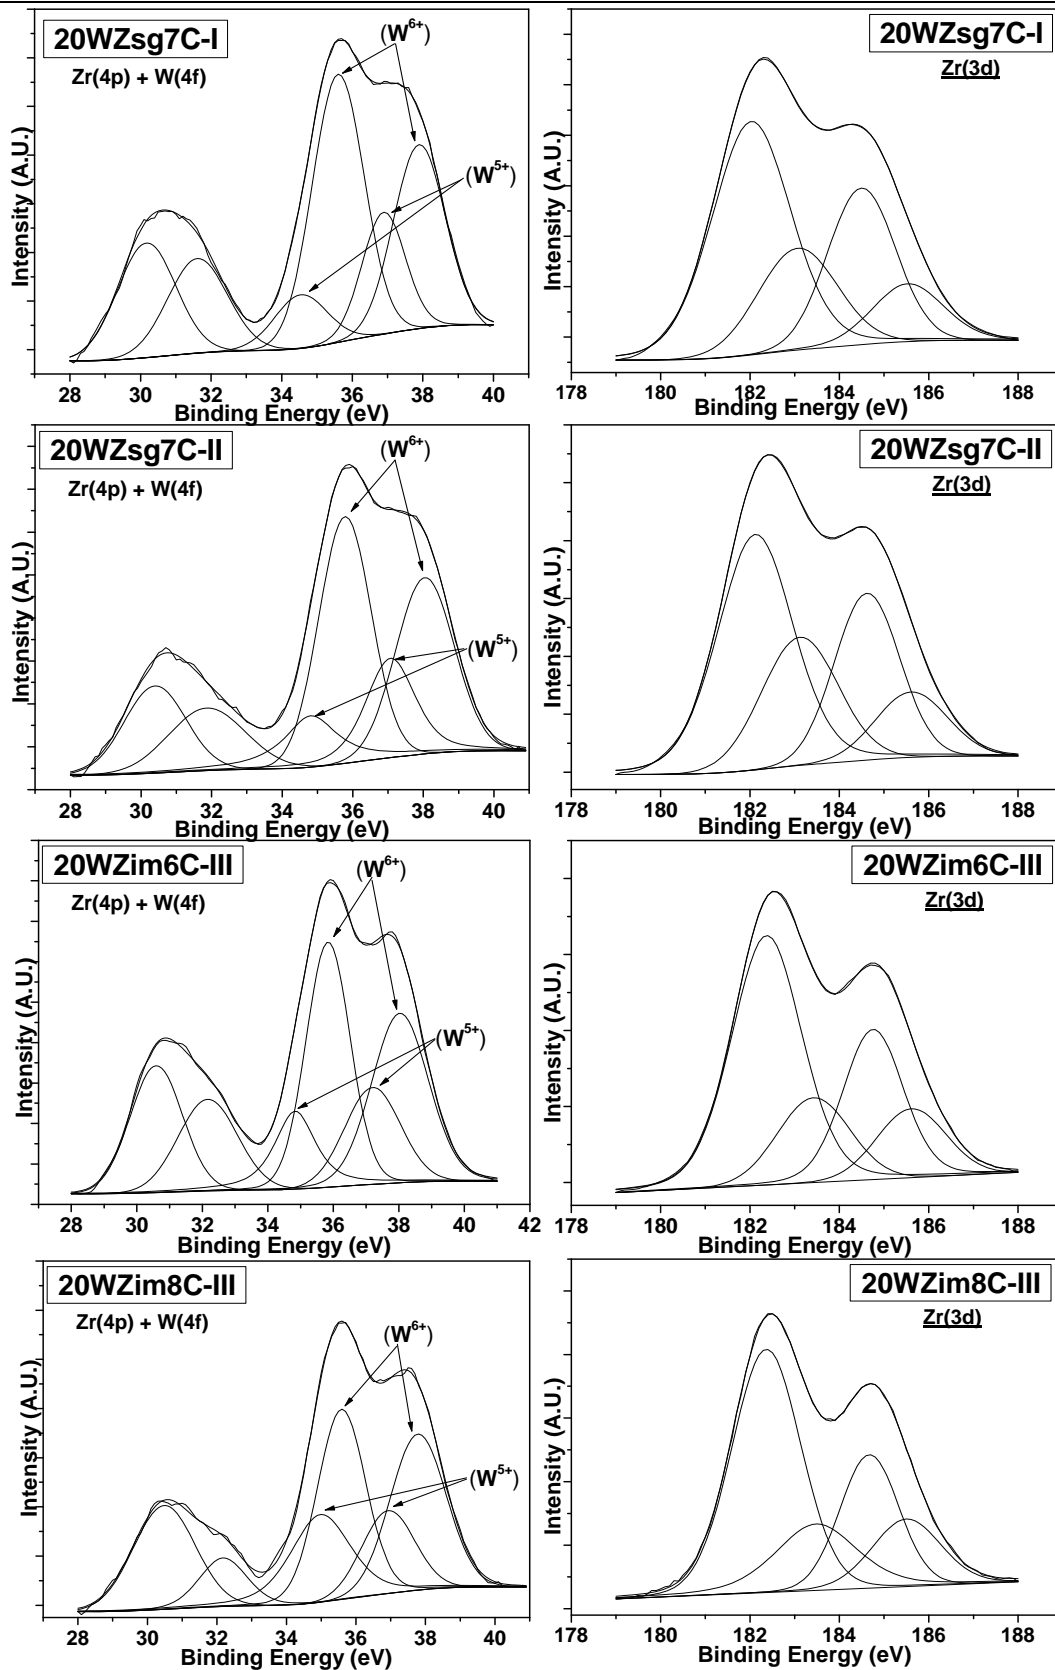 20WZsg7C-I
Zr(4p) + W(4f)
(W6+)
(W5+)
Intensity (A.U.)
28 30 32 34 36 38 40
Binding Energy (eV)
20WZsg7C-I
Zr(3d)
Intensity (A.U.)
178 180 182 184 186 188
Binding Energy (eV)
20WZsg7C-II
Zr(4p) + W(4f)
(W6+)
(W5+)
Intensity (A.U.)
28 30 32 34 36 38 40
Binding Energy (eV)
20WZsg7C-II
Zr(3d)
Intensity (A.U.)
178 180 182 184 186 188
Binding Energy (eV)
20WZim6C-III
Zr(4p) + W(4f)
(W6+)
(W5+)
Intensity (A.U.)
28 30 32 34 36 38 40 42
Binding Energy (eV)
20WZim6C-III
Zr(3d)
Intensity (A.U.)
178 180 182 184 186 188
Binding Energy (eV)
20WZim8C-III
Zr(4p) + W(4f)
(W6+)
(W5+)
Intensity (A.U.)
28 30 32 34 36 38 40
Binding Energy (eV)
20WZim8C-III
Zr(3d)
Intensity (A.U.)
178 180 182 184 186 188
Binding Energy (eV)